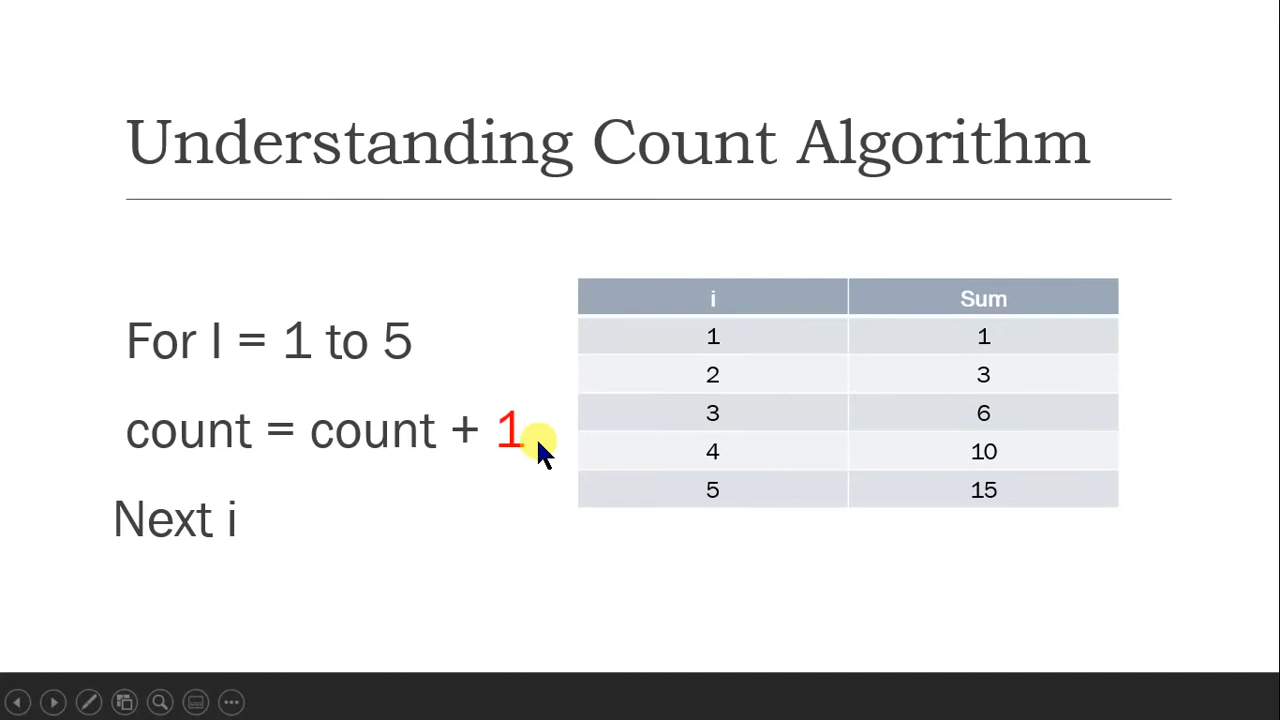 Understanding Count Algorithm
For I = 1 to 5
count = count + 1
Next i
i Sum
1 1
2 3
3 6
4 10
5 15